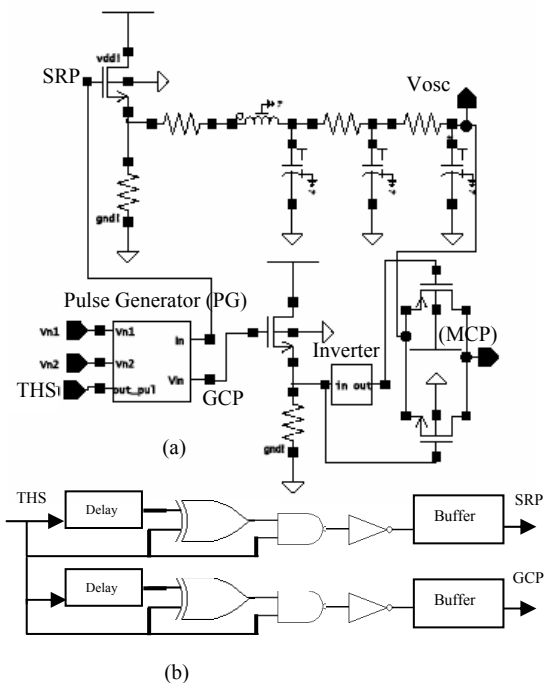 vdd!
SRP
Vosc
gnd!
Pulse Generator (PG)
Vn1
Vn1
in
Vn2
Vn2
Vin
THS
out_pul
GCP
Inverter
in out
(MCP)
gnd!
(a)
THS
Delay
Buffer
SRP
Delay
Buffer
GCP
(b)